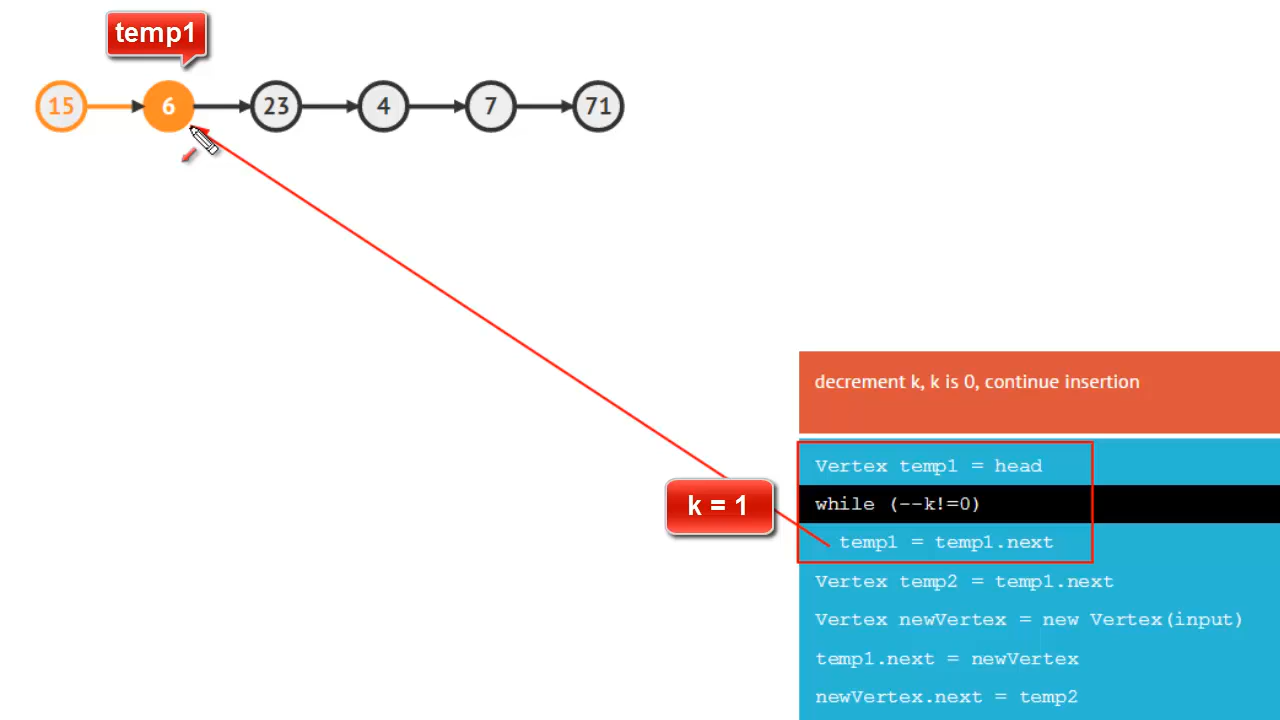 temp1
15 6 23 4 7 71
decrement k, k is 0, continue insertion
Vertex temp1 = head
k = 1
while (--k!=0)
temp1 = temp1.next
Vertex temp2 = temp1.next
Vertex newVertex = new Vertex(input)
temp1.next = newVertex
newVertex.next = temp2